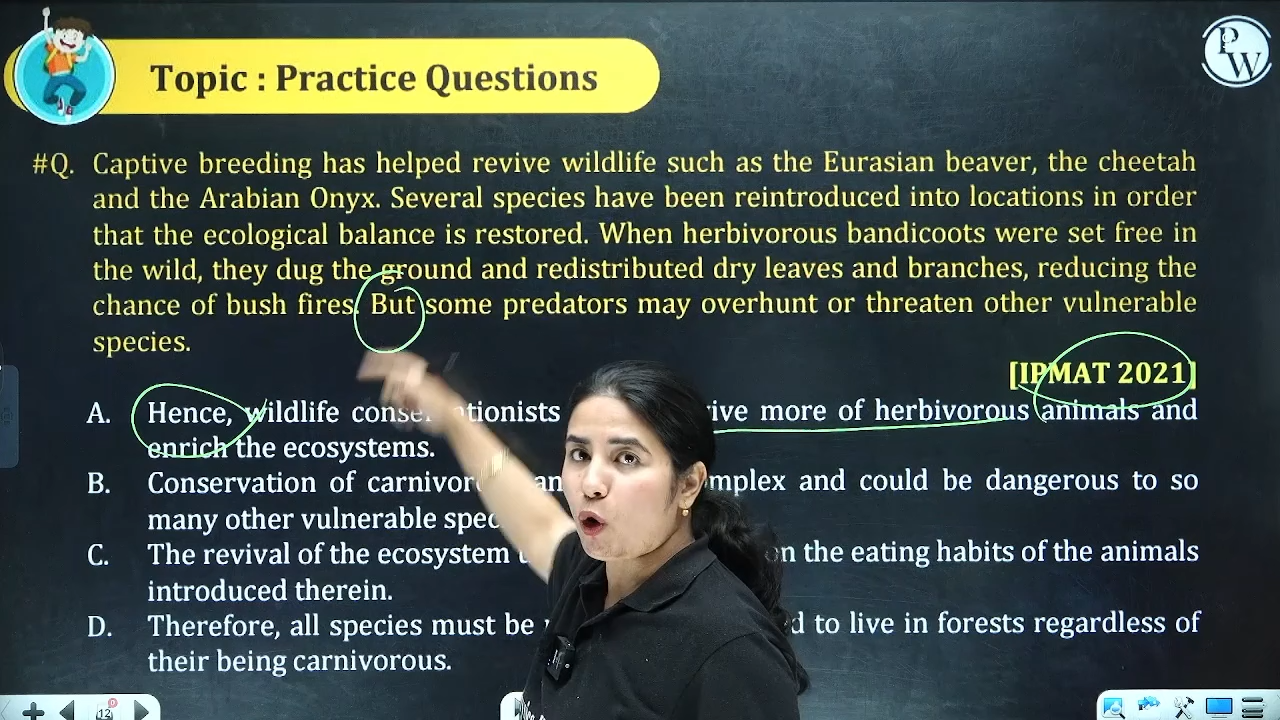 Topic : Practice Questions
PW
#Q. Captive breeding has helped revive wildlife such as the Eurasian beaver, the cheetah
and the Arabian Onyx. Several species have been reintroduced into locations in order
that the ecological balance is restored. When herbivorous bandicoots were set free in
the wild, they dug the ground and redistributed dry leaves and branches, reducing the
chance of bush fires. But some predators may overhunt or threaten other vulnerable
species.
[IPMAT 2021]
A. Hence, wildlife more of herbivorous animals and
enrich the ecosystems.
B. Conservation of and could be dangerous to so
many other vulnerable
C. The revival of the ecosystem on the eating habits of the animals
introduced therein.
D. Therefore, all species must be to live in forests regardless of
their being carnivorous.
12